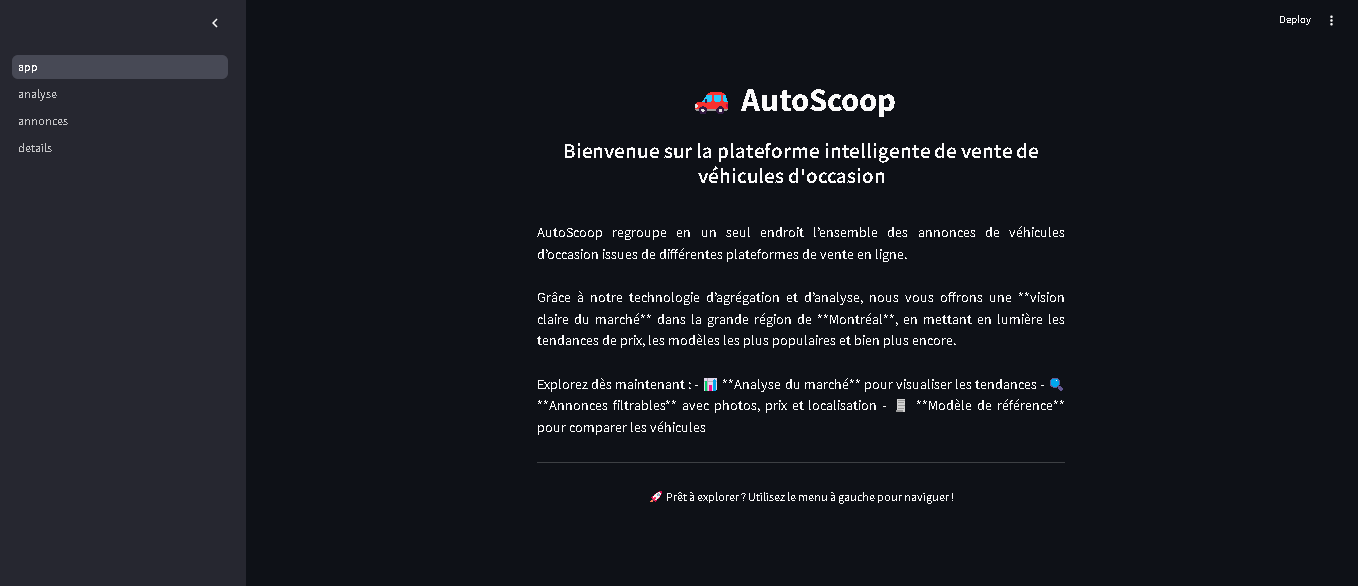 Deploy
app
analyse
annonces
details
🚗 AutoScoop
Bienvenue sur la plateforme intelligente de vente de
véhicules d'occasion
AutoScoop regroupe en un seul endroit l’ensemble des annonces de véhicules
d’occasion issues de différentes plateformes de vente en ligne.
Grâce à notre technologie d’agrégation et d’analyse, nous vous offrons une **vision
claire du marché** dans la grande région de **Montréal**, en mettant en lumière les
tendances de prix, les modèles les plus populaires et bien plus encore.
Explorez dès maintenant : - 📊 **Analyse du marché** pour visualiser les tendances - 🔍
**Annonces filtrables** avec photos, prix et localisation - 🧾 **Modèle de référence**
pour comparer les véhicules
🚀 Prêt à explorer ? Utilisez le menu à gauche pour naviguer !